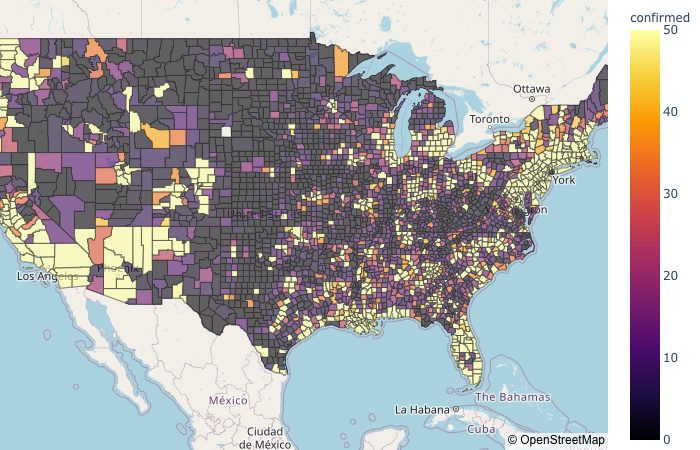 confirmed
50
40
30
20
10
0
Ottawa
Toronto
York
Los Angeles
Phoenix
México
Ciudad
de México
La Habana
The Bahamas
Cuba
© OpenStreetMap